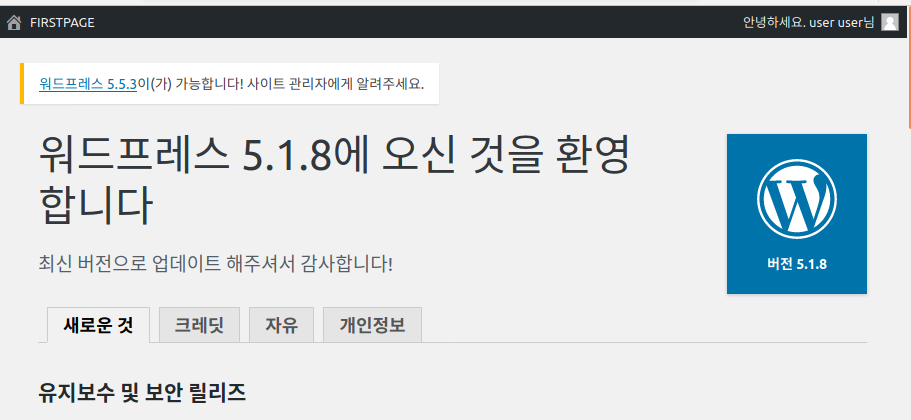 FIRSTPAGE
안녕하세요. user user님
워드프레스 5.5.3이(가) 가능합니다! 사이트 관리자에게 알려주세요.
워드프레스 5.1.8에 오신 것을 환영
합니다
최신 버전으로 업데이트 해주셔서 감사합니다!
버전 5.1.8
새로운 것
크레딧
자유
개인정보
유지보수 및 보안 릴리즈